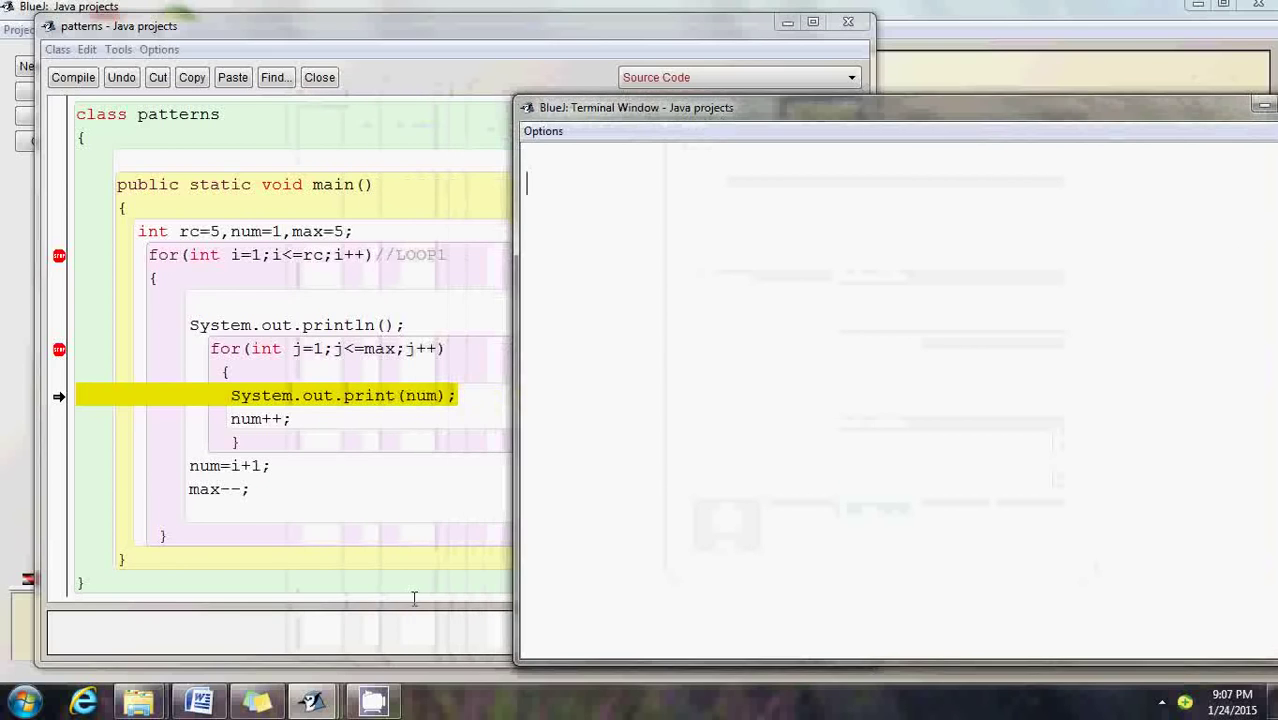 BlueJ: Java projects
patterns - Java projects
Class Edit Tools Options
Compile Undo Cut Copy Paste Find... Close Source Code
class patterns
{
public static void main()
{
int rc=5,num=1,max=5;
for(int i=1;i<=rc;i++)//LOOP1
{
System.out.println();
for(int j=1;j<=max;j++)
{
System.out.print(num);
num++;
}
num=i+1;
max--;
}
}
}
BlueJ: Terminal Window - Java projects
Options
9:07 PM
1/24/2015